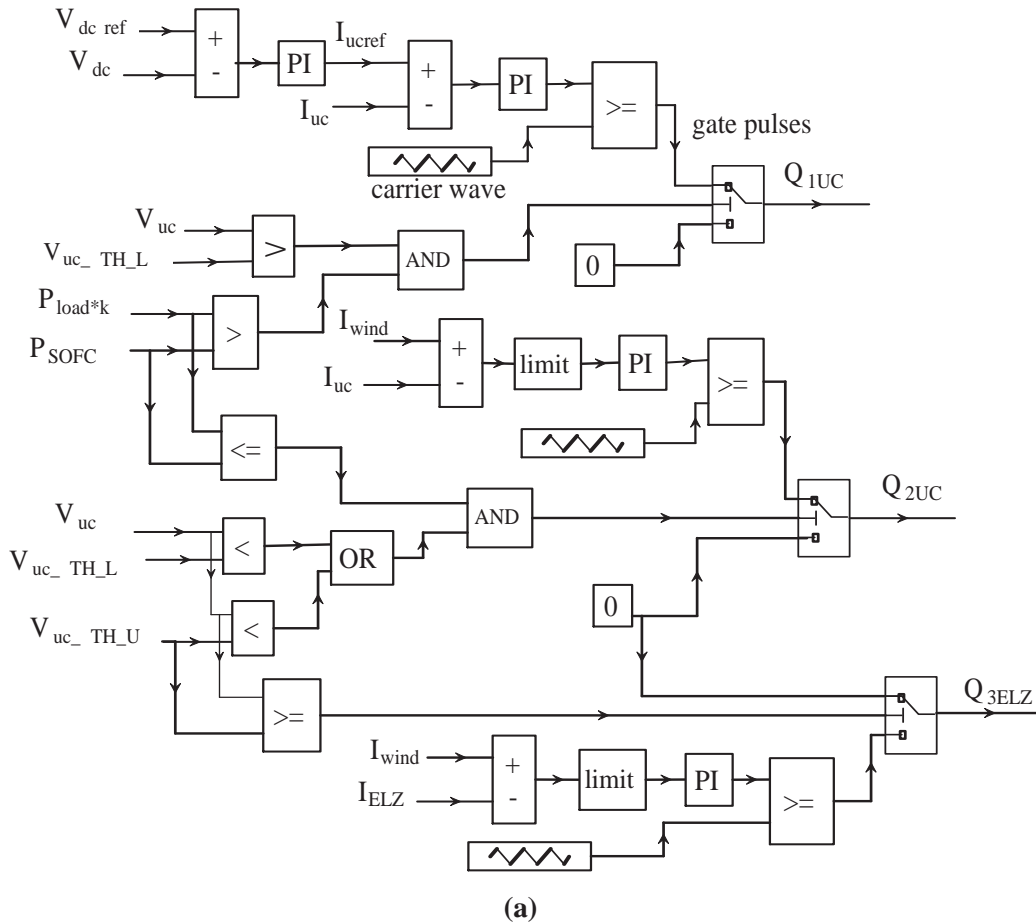 V dc ref
V dc
+
-
PI
I ucref
I uc
+
-
PI
>=
gate pulses
carrier wave
Q 1UC
V uc
V uc_ TH_L
>
AND
0
P load*k
P SOFC
>
I wind
I uc
+
-
limit
PI
>=
<=
Q 2UC
V uc
V uc_ TH_L
<
OR
AND
V uc_ TH_U
<
0
>=
Q 3ELZ
I wind
I ELZ
+
-
limit
PI
>=
(a)